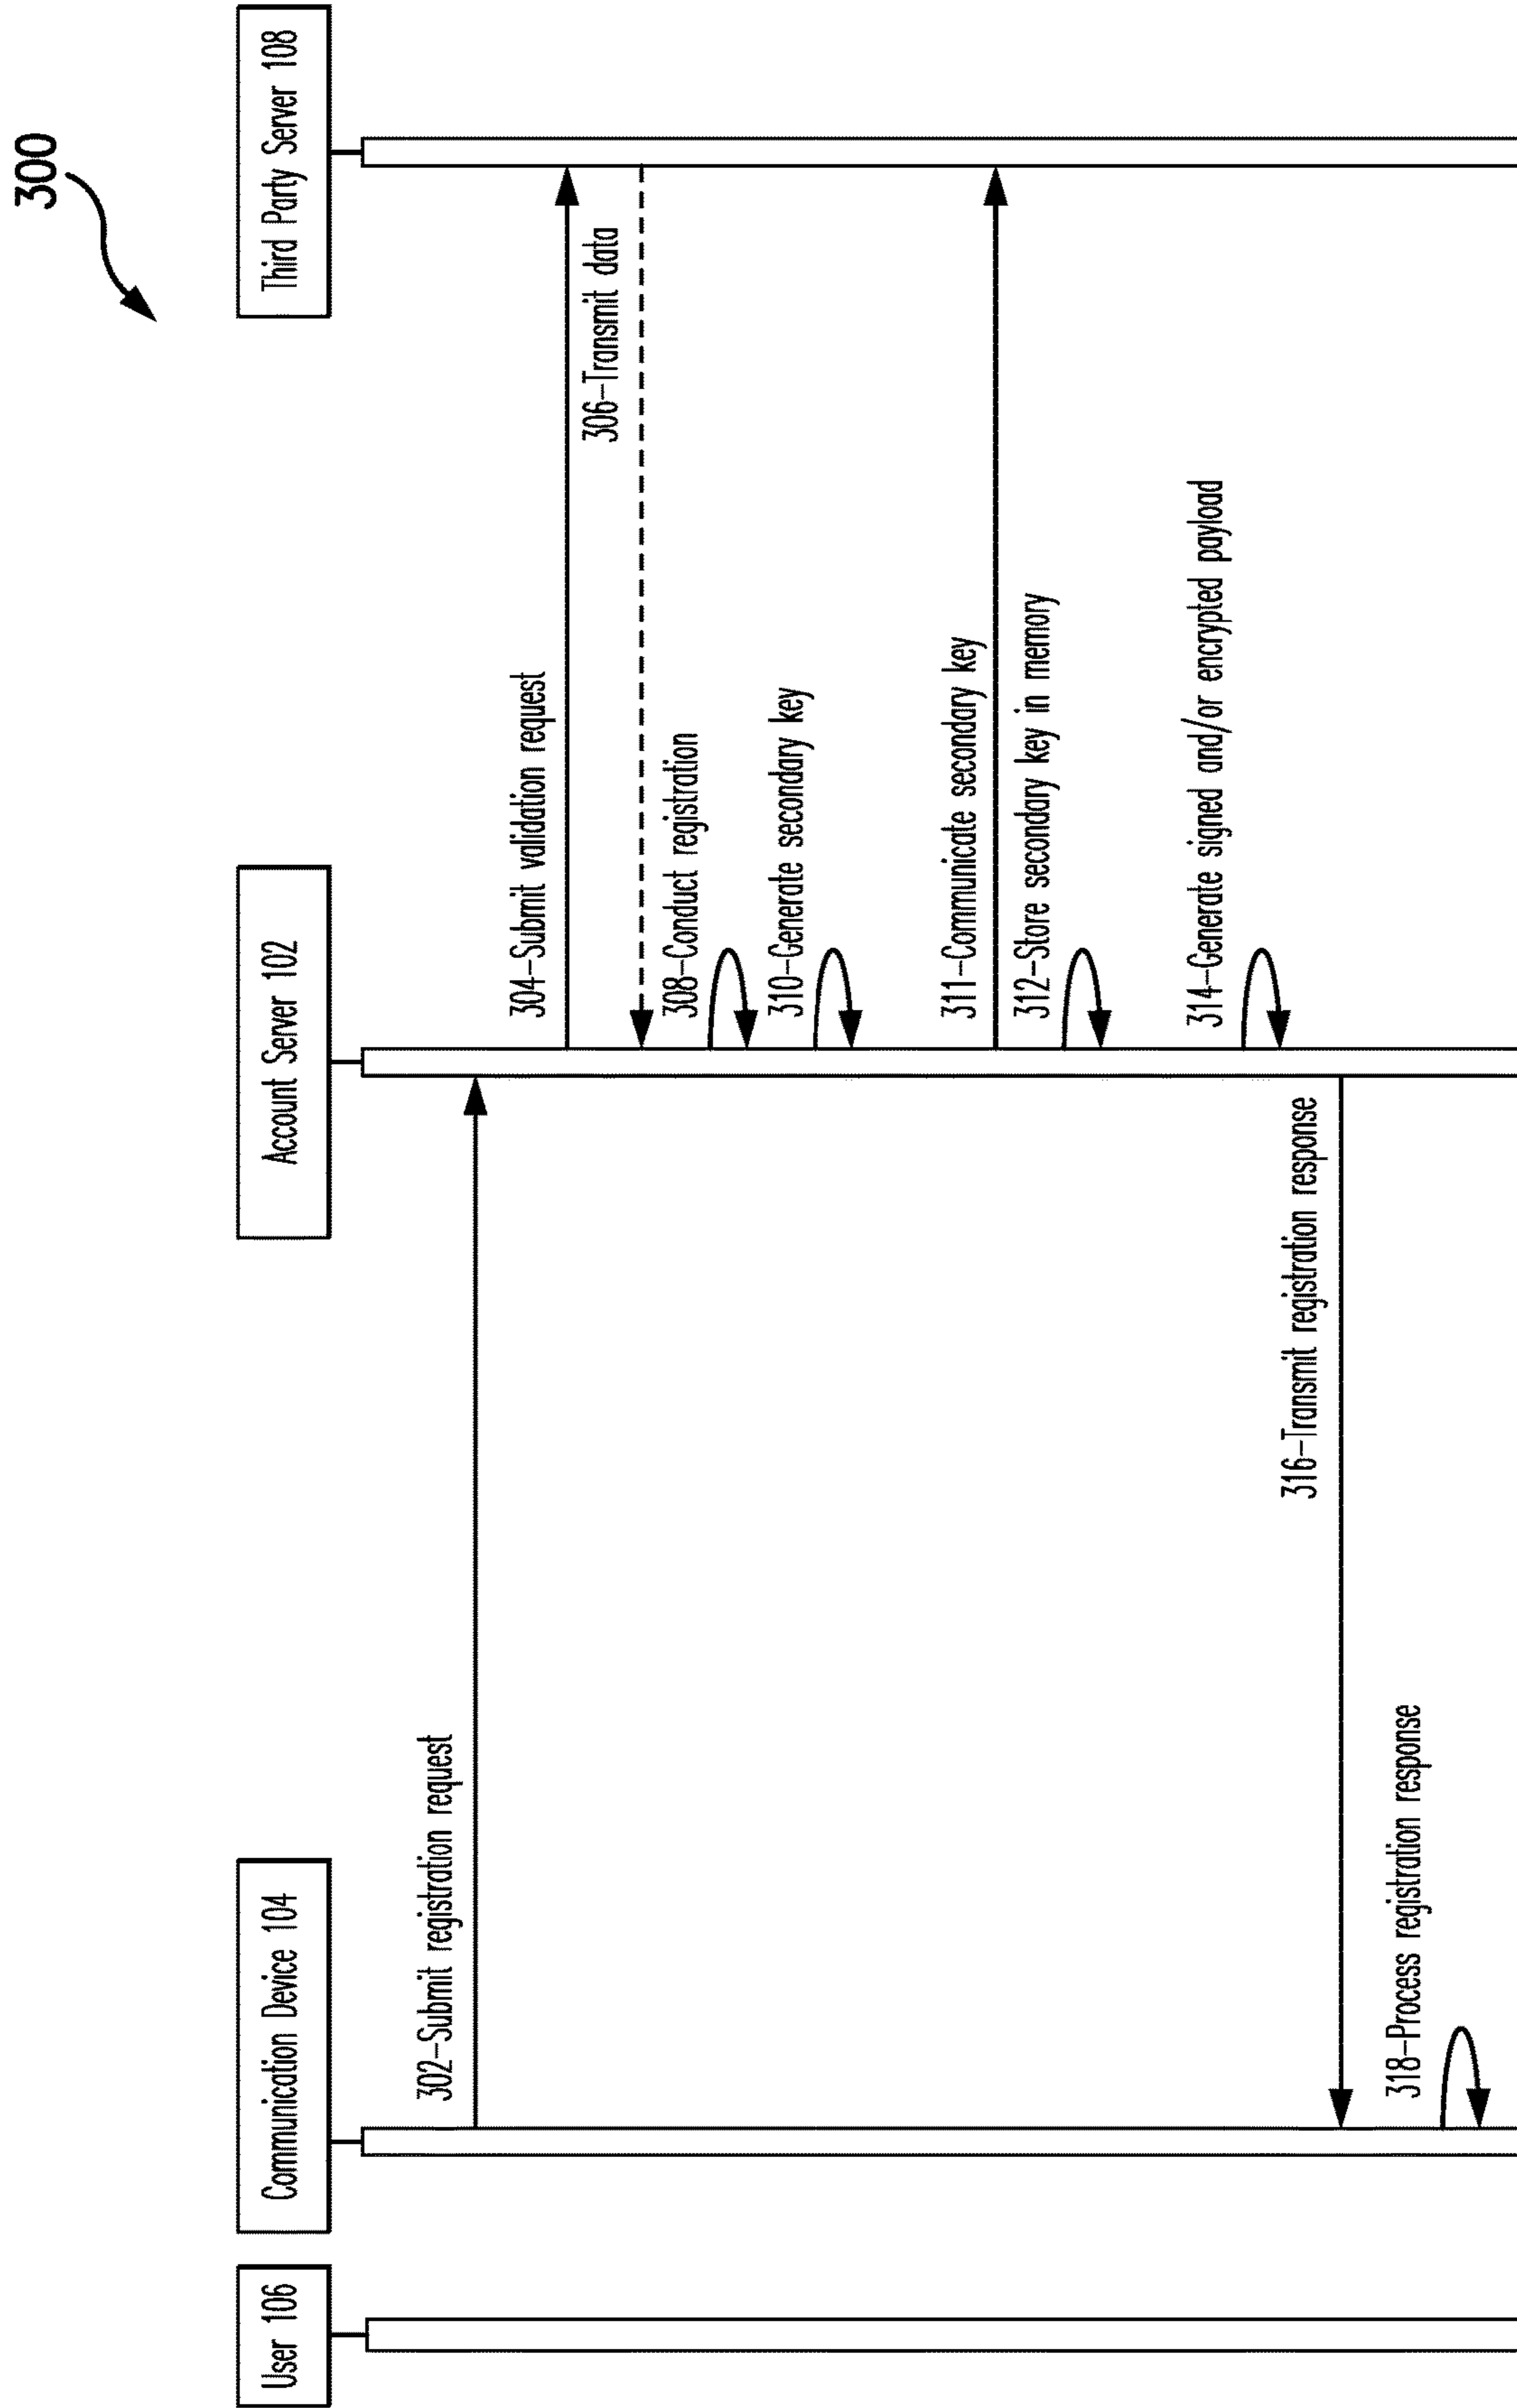 300
User 106
Communication Device 104
Account Server 102
Third Party Server 108
302-Submit registration request
304-Submit validation request
306-Transmit data
308-Conduct registration
310-Generate secondary key
311-Communicate secondary key
312-Store secondary key in memory
314-Generate signed and/or encrypted payload
316-Transmit registration response
318-Process registration response